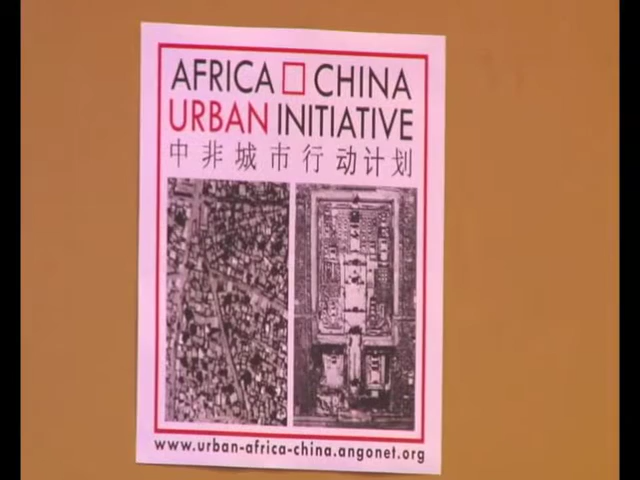 AFRICA CHINA
URBAN INITIATIVE
中非城市行动计划
www.urban-africa-china.angonet.org